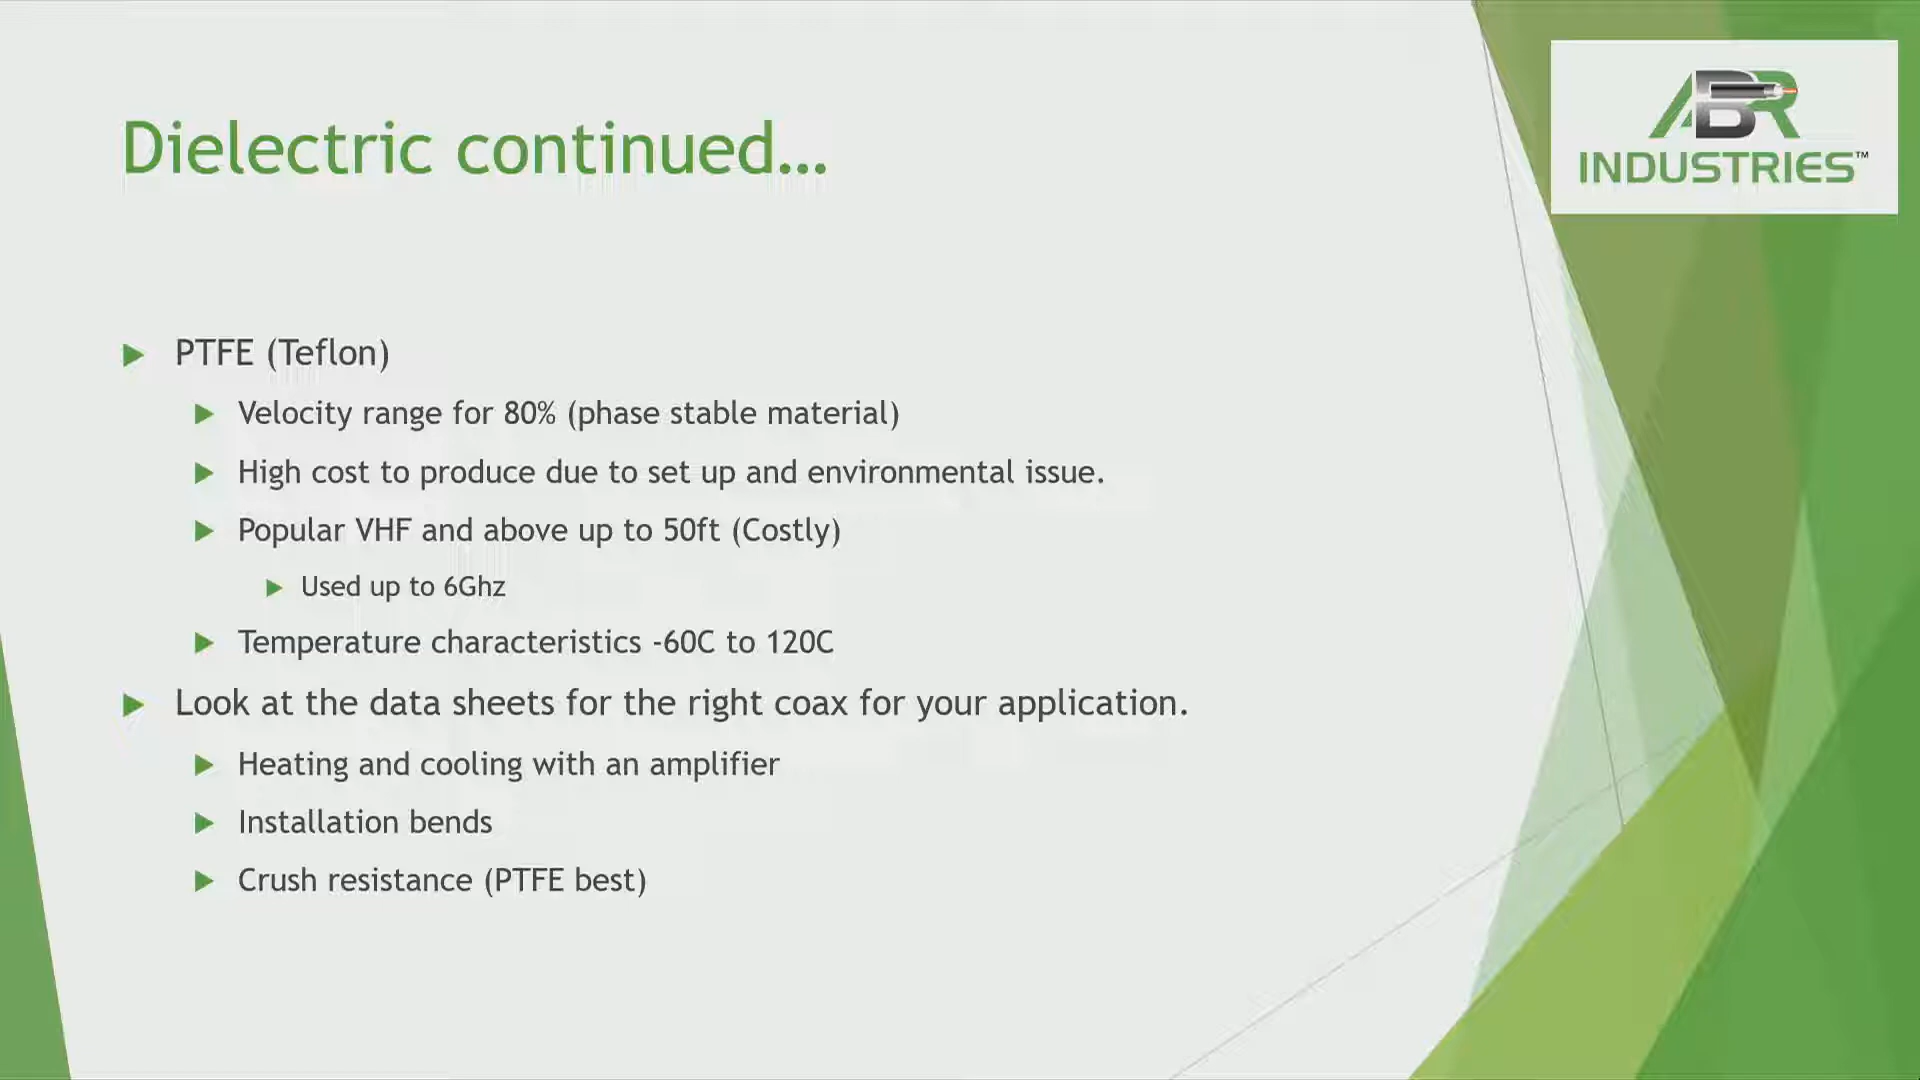 ABR
INDUSTRIES™
Dielectric continued...
PTFE (Teflon)
Velocity range for 80% (phase stable material)
High cost to produce due to set up and environmental issue.
Popular VHF and above up to 50ft (Costly)
Used up to 6Ghz
Temperature characteristics -60C to 120C
Look at the data sheets for the right coax for your application.
Heating and cooling with an amplifier
Installation bends
Crush resistance (PTFE best)